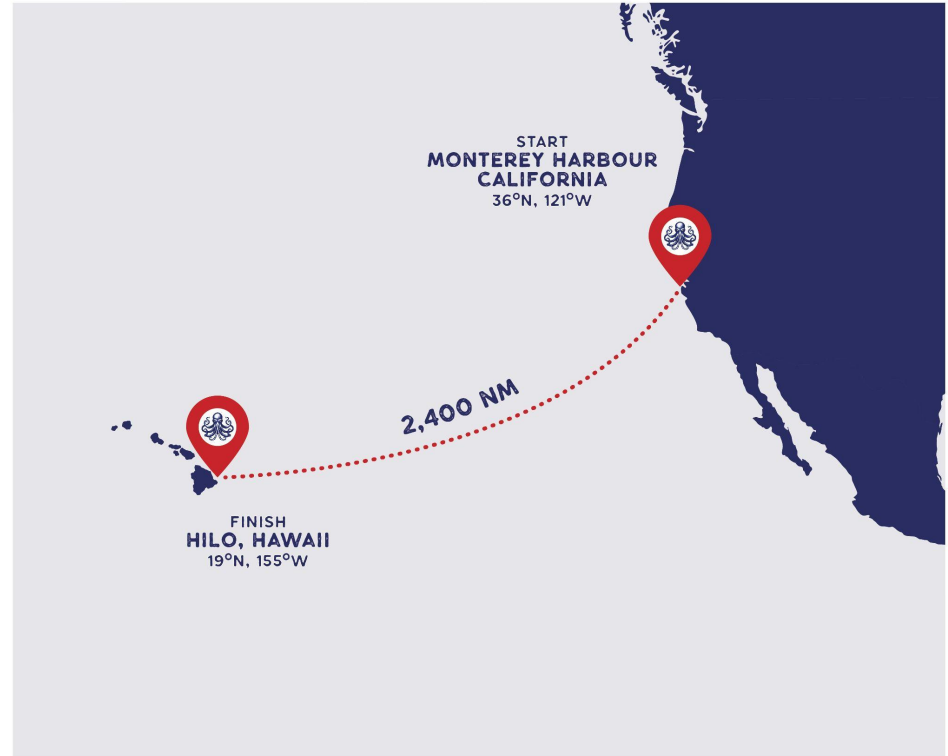 START
MONTEREY HARBOUR
CALIFORNIA
36°N, 121°W
2,400 NM
FINISH
HILO, HAWAII
19°N, 155°W